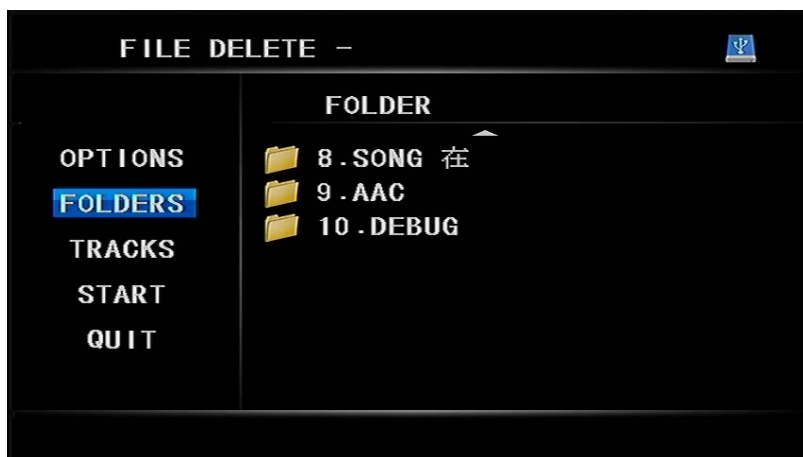 FILE DELETE -
FOLDER
OPTIONS
FOLDERS
TRACKS
START
QUIT
8.SONG 在
9.AAC
10.DEBUG